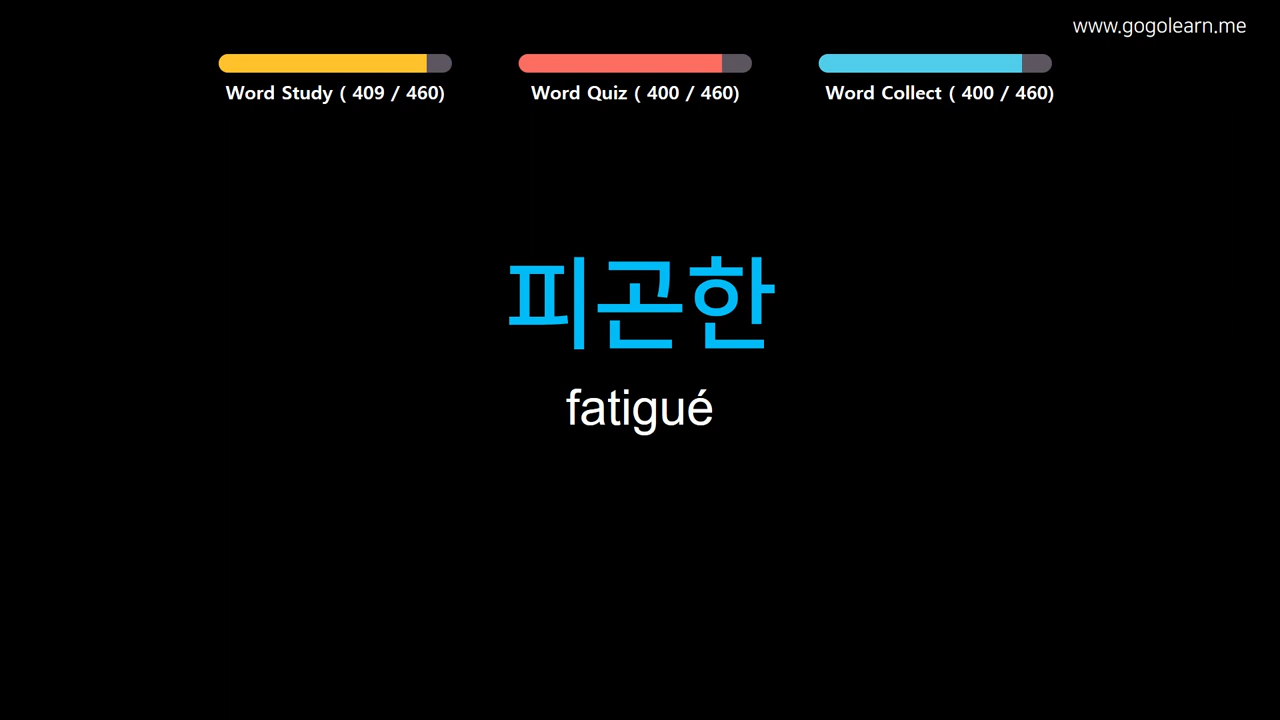 www.gogolearn.me
Word Study ( 409 / 460)
Word Quiz ( 400 / 460)
Word Collect ( 400 / 460)
피곤한
fatigué